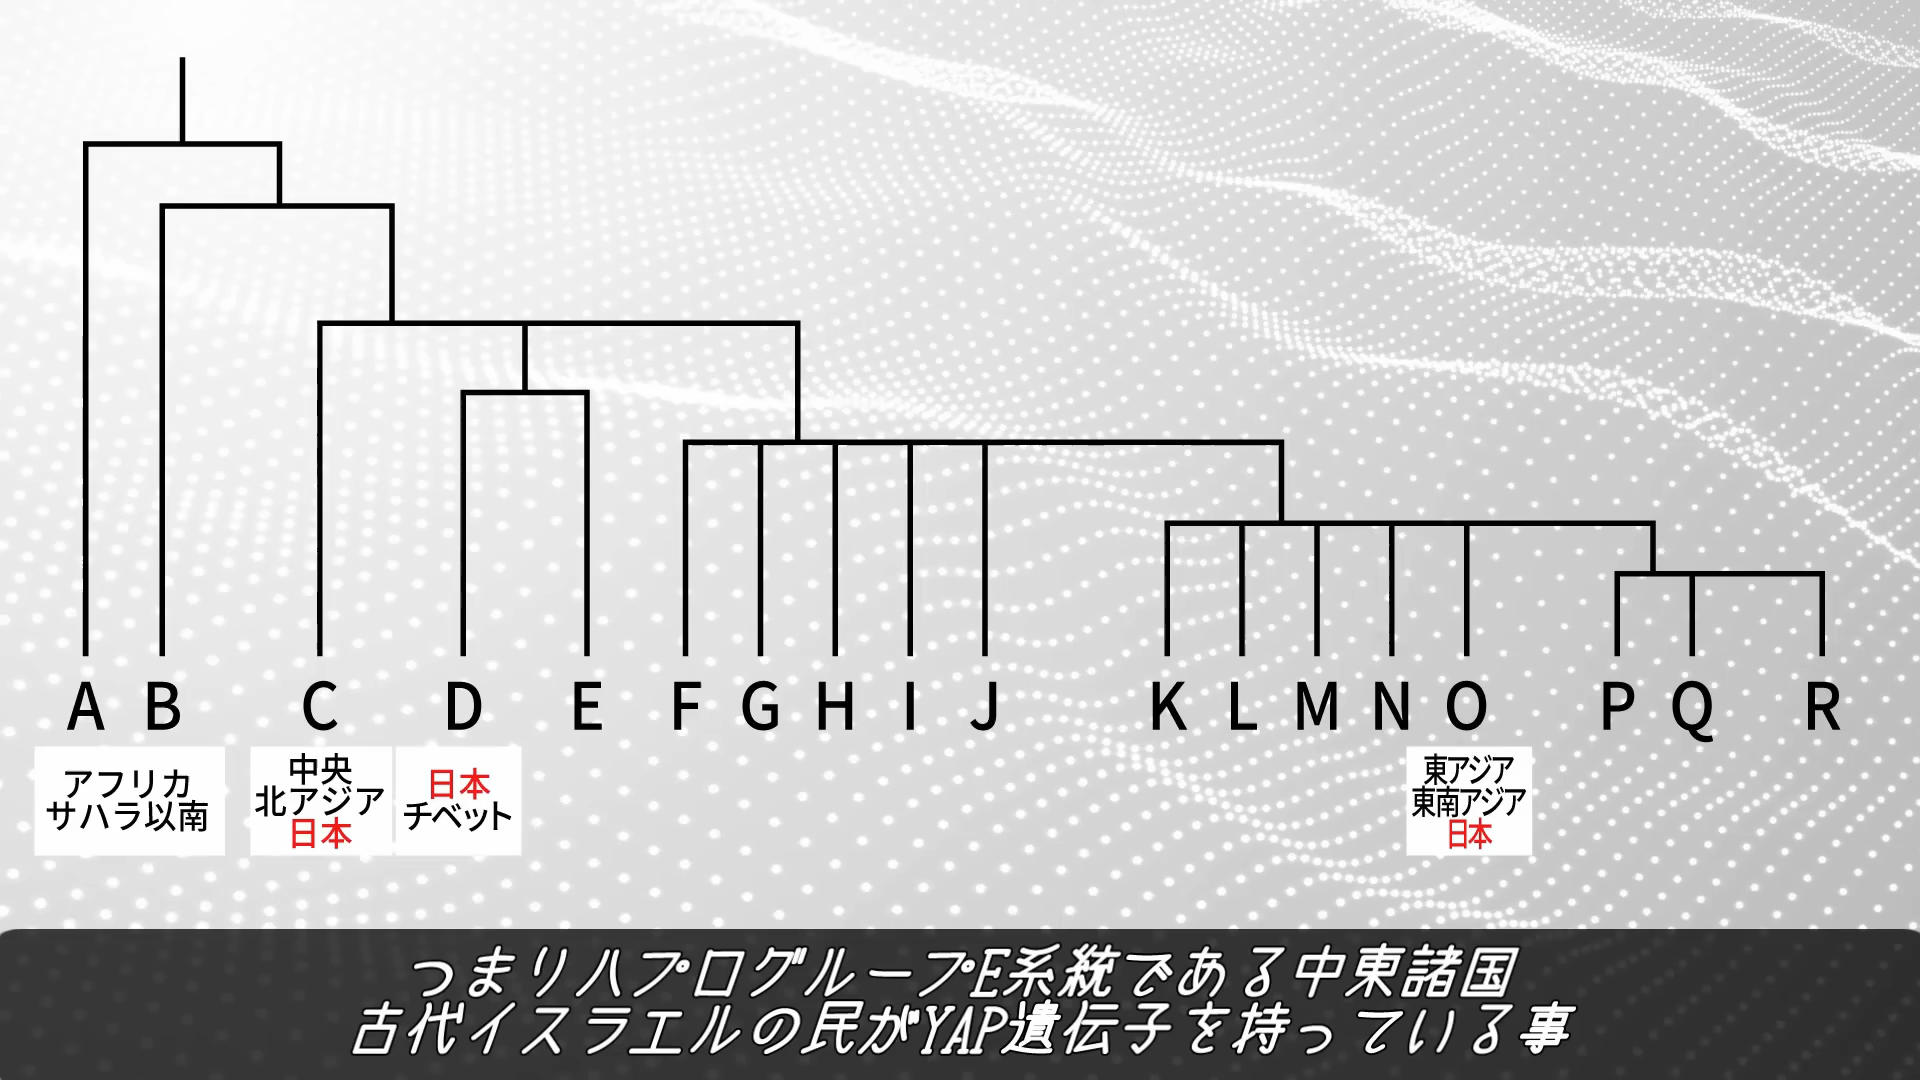 A B C D E F G H I J K L M N O P Q R
アフリカ
サハラ以南
中央
北アジア
日本
日本
チベット
東アジア
東南アジア
日本
つまりハプログループE系統である中東諸国
古代イスラエルの民がYAP遺伝子を持っている事